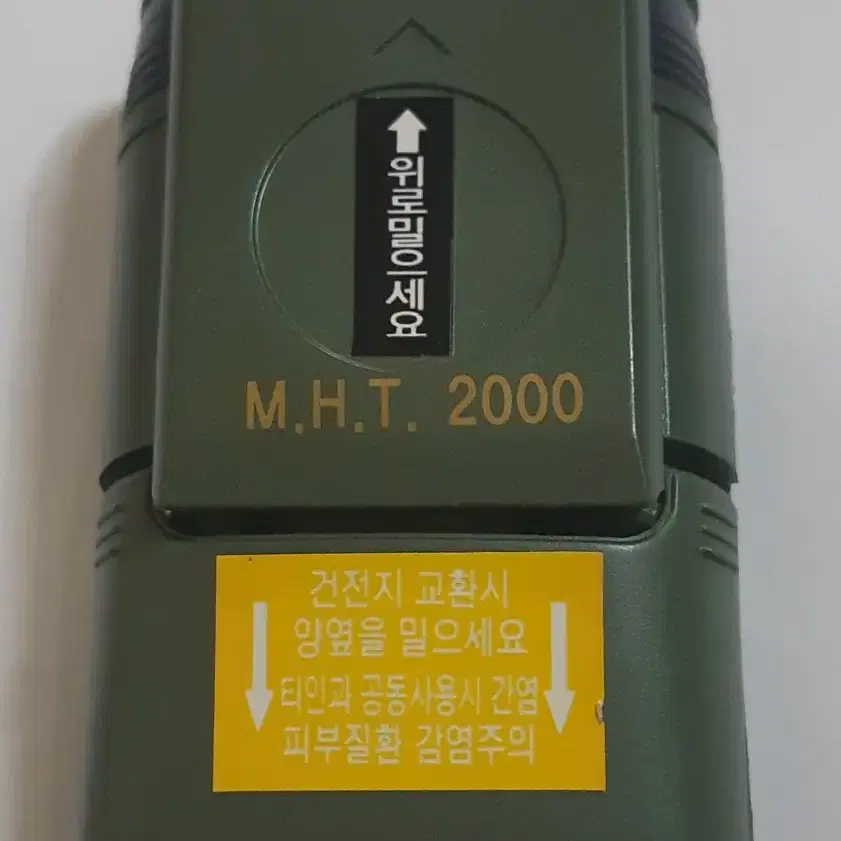 위로밀으세요
M.H.T. 2000
건전지 교환시
양옆을 밀으세요
타인과 공동사용시 간염
피부질환 감염주의